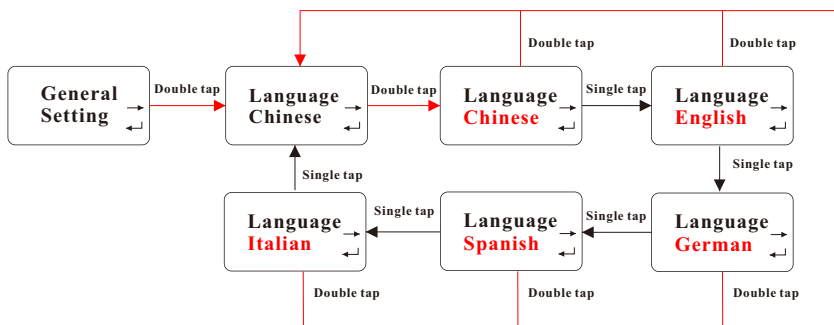 Double tap
Double tap
General
Setting
Double tap
Language
Chinese
Double tap
Language
Chinese
Single tap
Language
English
Single tap
Single tap
Language
Italian
Single tap
Language
Spanish
Single tap
Language
German
Double tap
Double tap
Double tap